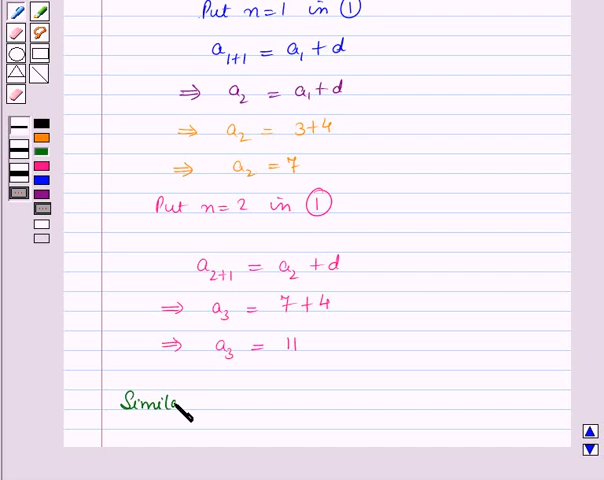 Put n=1 in ①
a₁₊₁ = a₁ + d
⇒ a₂ = a₁+d
⇒ a₂ = 3+4
⇒ a₂ = 7
Put n=2 in ①
a₂₊₁ = a₂ + d
⇒ a₃ = 7+4
⇒ a₃ = 11
Simila